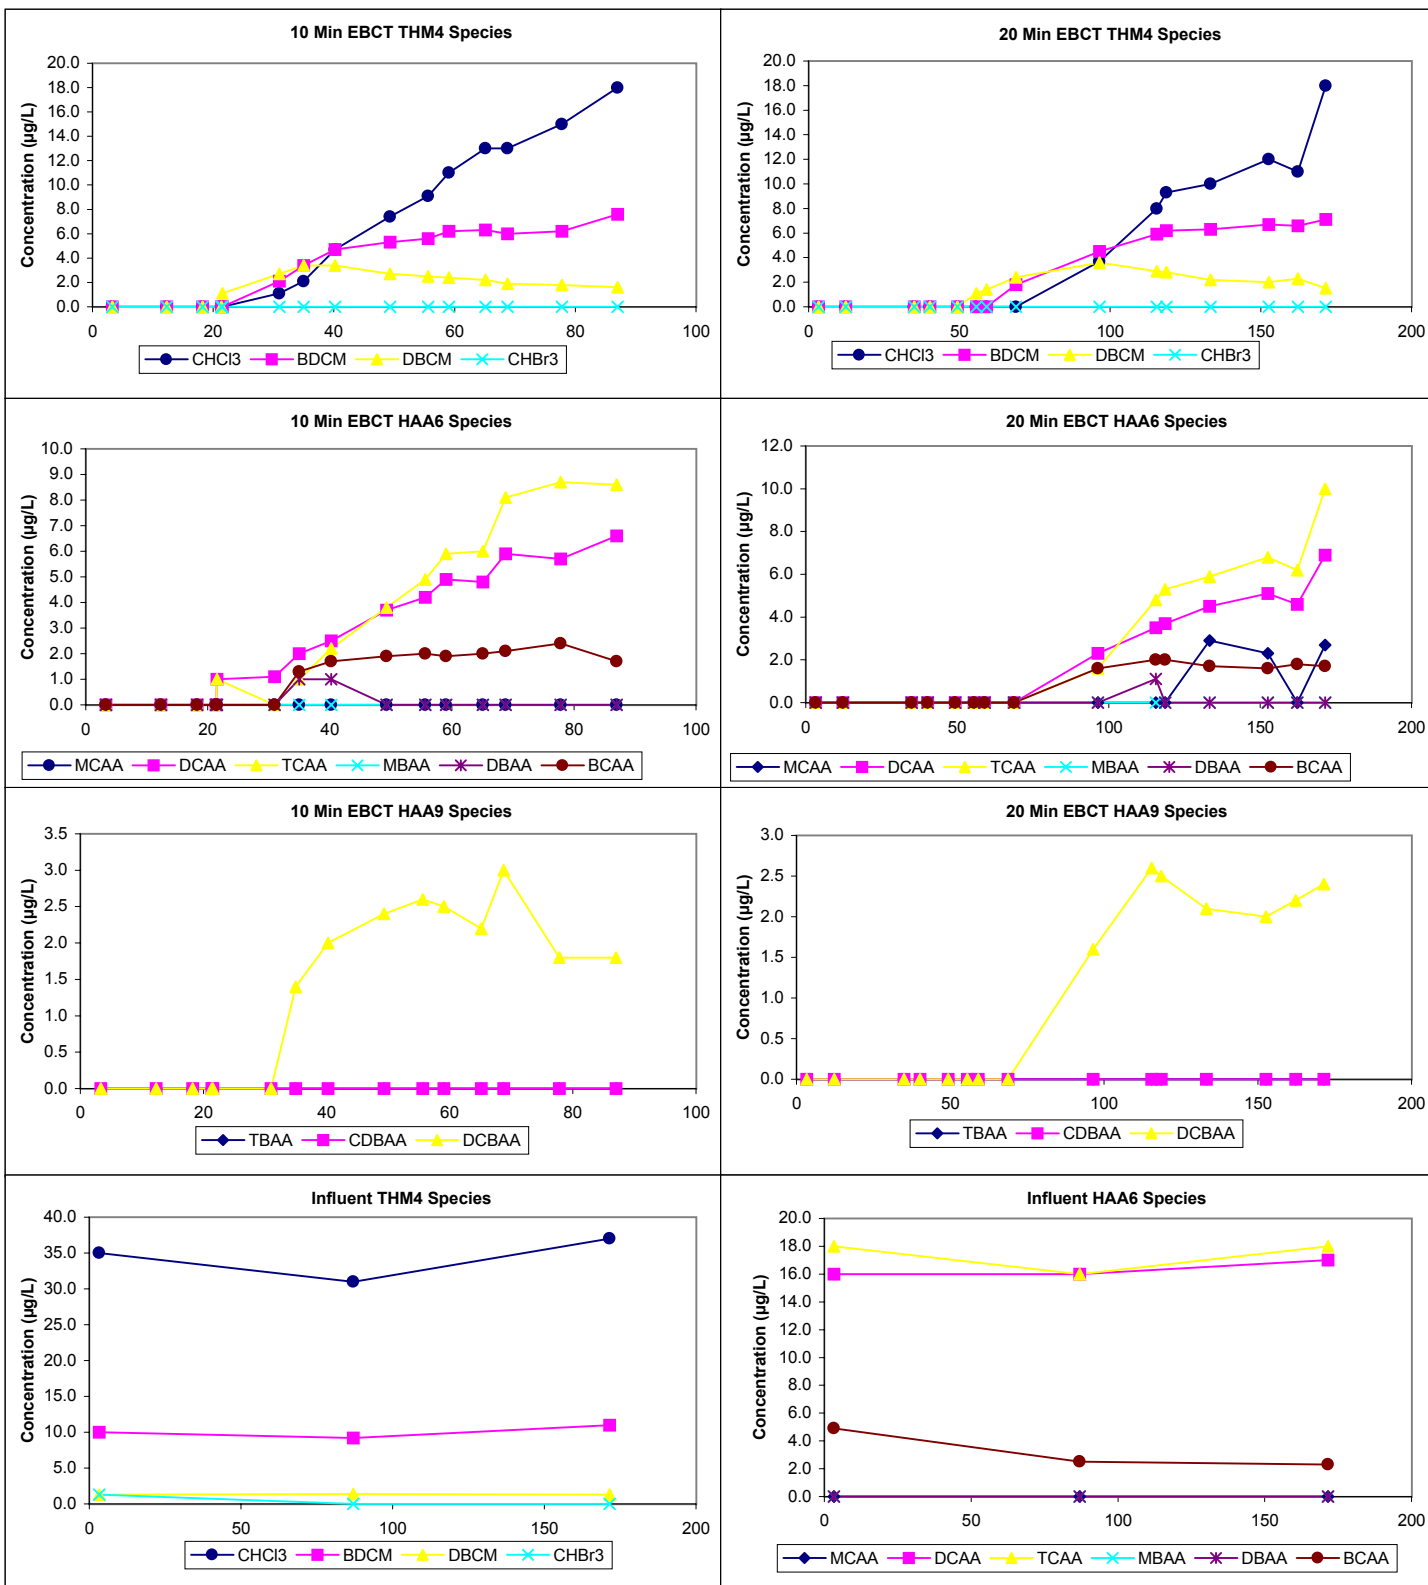 10 Min EBCT THM4 Species
Concentration (µg/L)
20.0
18.0
16.0
14.0
12.0
10.0
8.0
6.0
4.0
2.0
0.0
0 20 40 60 80 100
CHCl3 BDCM DBCM CHBr3
20 Min EBCT THM4 Species
Concentration (µg/L)
20.0
18.0
16.0
14.0
12.0
10.0
8.0
6.0
4.0
2.0
0.0
0 50 100 150 200
CHCl3 BDCM DBCM CHBr3
10 Min EBCT HAA6 Species
Concentration (µg/L)
10.0
9.0
8.0
7.0
6.0
5.0
4.0
3.0
2.0
1.0
0.0
0 20 40 60 80 100
MCAA DCAA TCAA MBAA DBAA BCAA
20 Min EBCT HAA6 Species
Concentration (µg/L)
12.0
10.0
8.0
6.0
4.0
2.0
0.0
0 50 100 150 200
MCAA DCAA TCAA MBAA DBAA BCAA
10 Min EBCT HAA9 Species
Concentration (µg/L)
3.5
3.0
2.5
2.0
1.5
1.0
0.5
0.0
0 20 40 60 80 100
TBAA CDBAA DCBAA
20 Min EBCT HAA9 Species
Concentration (µg/L)
3.0
2.5
2.0
1.5
1.0
0.5
0.0
0 50 100 150 200
TBAA CDBAA DCBAA
Influent THM4 Species
Concentration (µg/L)
40.0
35.0
30.0
25.0
20.0
15.0
10.0
5.0
0.0
0 50 100 150 200
CHCl3 BDCM DBCM CHBr3
Influent HAA6 Species
Concentration (µg/L)
20.0
18.0
16.0
14.0
12.0
10.0
8.0
6.0
4.0
2.0
0.0
0 50 100 150 200
MCAA DCAA TCAA MBAA DBAA BCAA